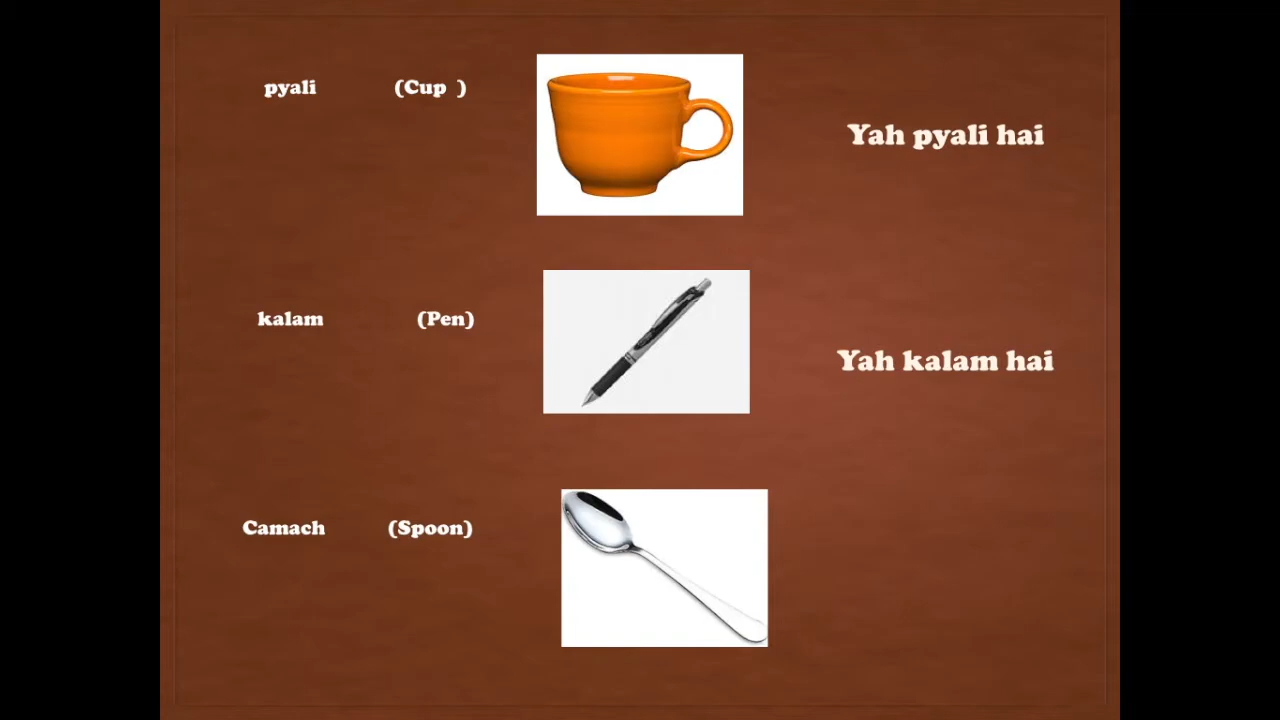 pyali (Cup )
Yah pyali hai
kalam (Pen)
Yah kalam hai
Camach (Spoon)